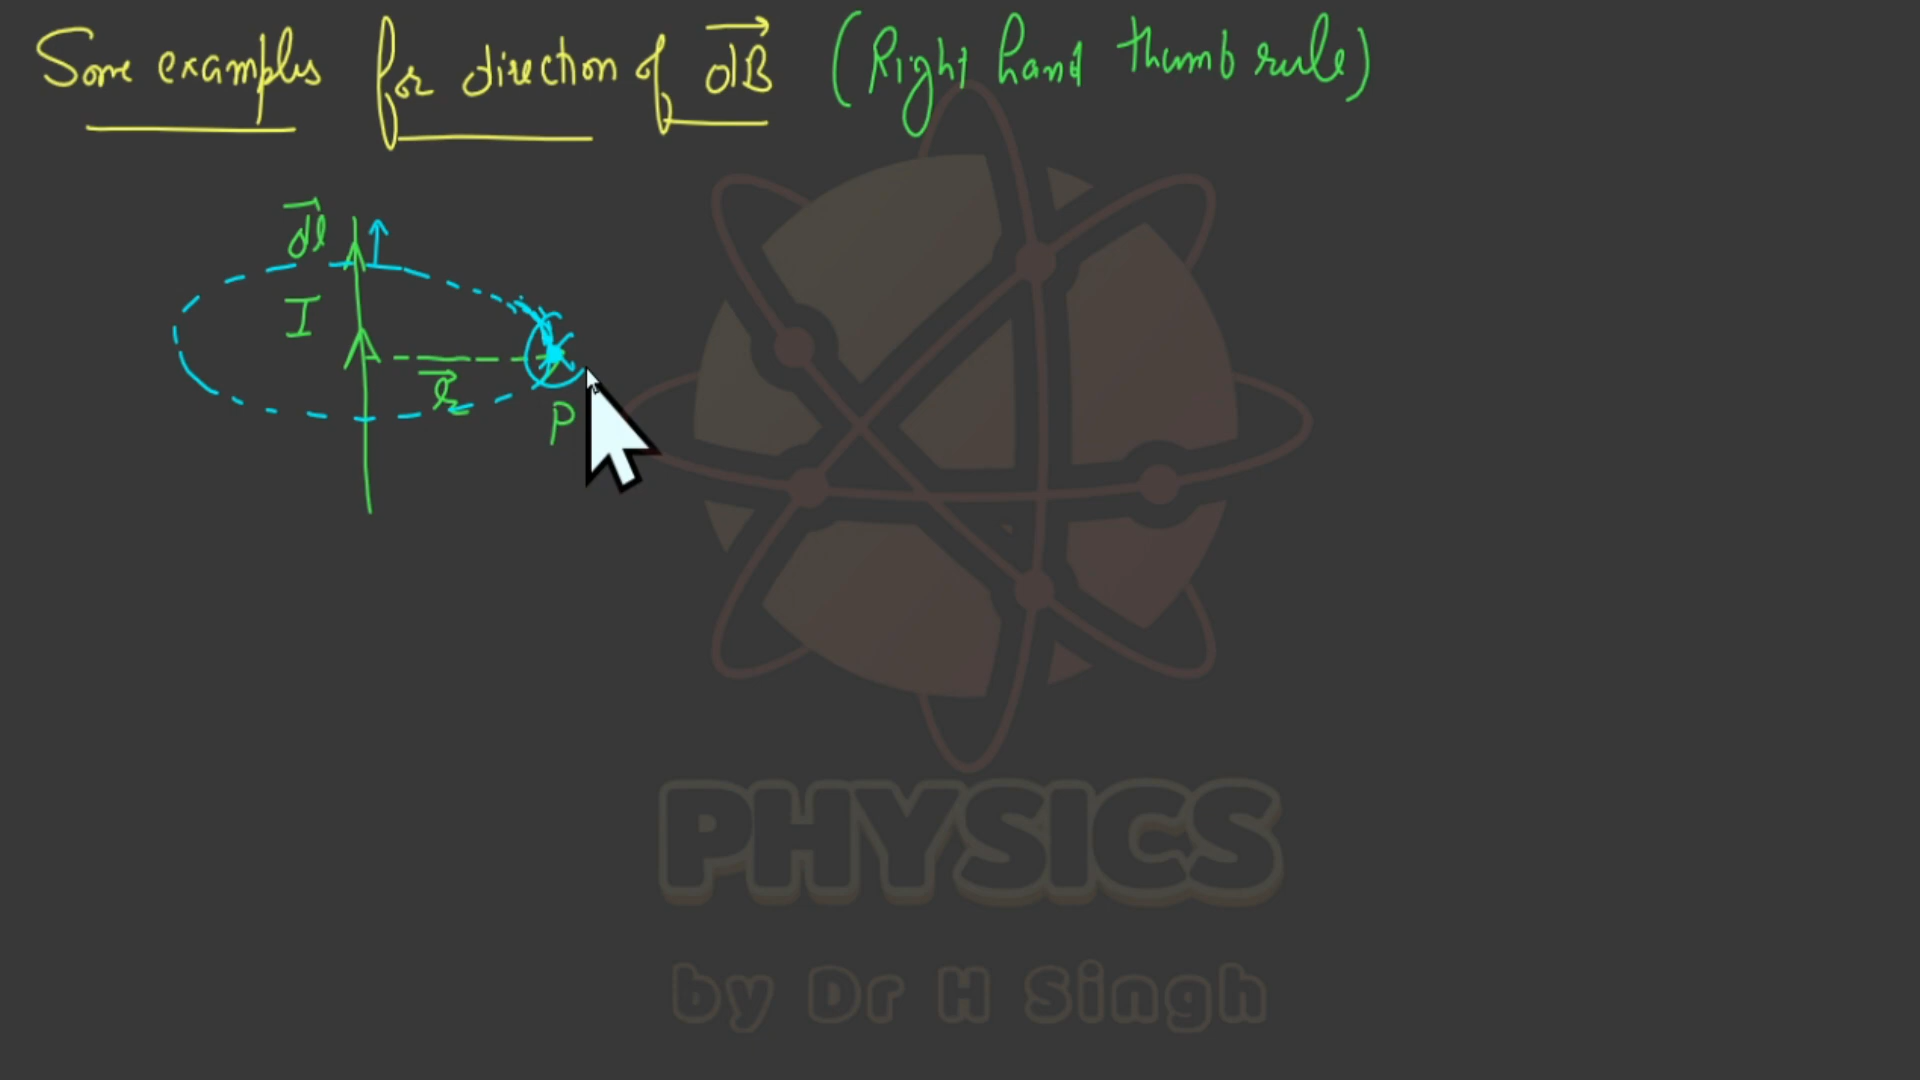 Some examples for direction of dB (Right hand thumb rule)
dl
I
r
P
PHYSICS
by Dr H Singh